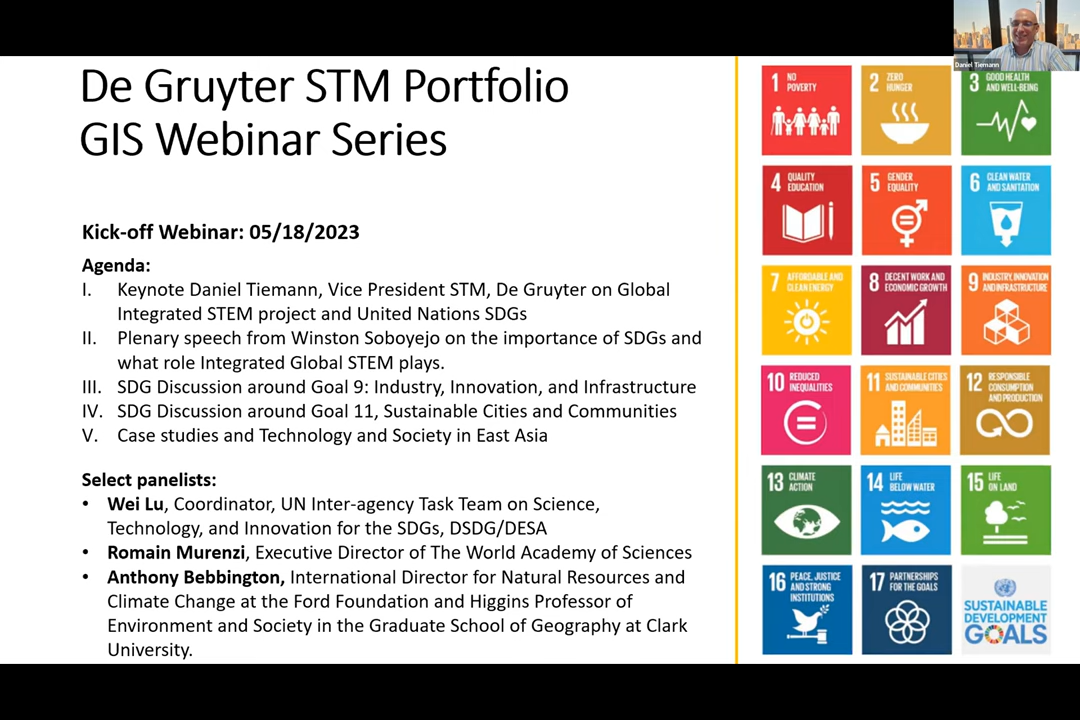 De Gruyter STM Portfolio
GIS Webinar Series
Kick-off Webinar: 05/18/2023
Agenda:
I. Keynote Daniel Tiemann, Vice President STM, De Gruyter on Global
Integrated STEM project and United Nations SDGs
II. Plenary speech from Winston Soboyejo on the importance of SDGs and
what role Integrated Global STEM plays.
III. SDG Discussion around Goal 9: Industry, Innovation, and Infrastructure
IV. SDG Discussion around Goal 11, Sustainable Cities and Communities
V. Case studies and Technology and Society in East Asia
Select panelists:
• Wei Lu, Coordinator, UN Inter-agency Task Team on Science,
Technology, and Innovation for the SDGs, DSDG/DESA
• Romain Murenzi, Executive Director of The World Academy of Sciences
• Anthony Bebbington, International Director for Natural Resources and
Climate Change at the Ford Foundation and Higgins Professor of
Environment and Society in the Graduate School of Geography at Clark
University.
Daniel Tiemann
1 NO
POVERTY
2 ZERO
HUNGER
3 GOOD HEALTH
AND WELL-BEING
4 QUALITY
EDUCATION
5 GENDER
EQUALITY
6 CLEAN WATER
AND SANITATION
7 AFFORDABLE AND
CLEAN ENERGY
8 DECENT WORK AND
ECONOMIC GROWTH
9 INDUSTRY, INNOVATION
AND INFRASTRUCTURE
10 REDUCED
INEQUALITIES
11 SUSTAINABLE CITIES
AND COMMUNITIES
12 RESPONSIBLE
CONSUMPTION
AND PRODUCTION
13 CLIMATE
ACTION
14 LIFE
BELOW WATER
15 LIFE
ON LAND
16 PEACE, JUSTICE
AND STRONG
INSTITUTIONS
17 PARTNERSHIPS
FOR THE GOALS
SUSTAINABLE
DEVELOPMENT
GOALS